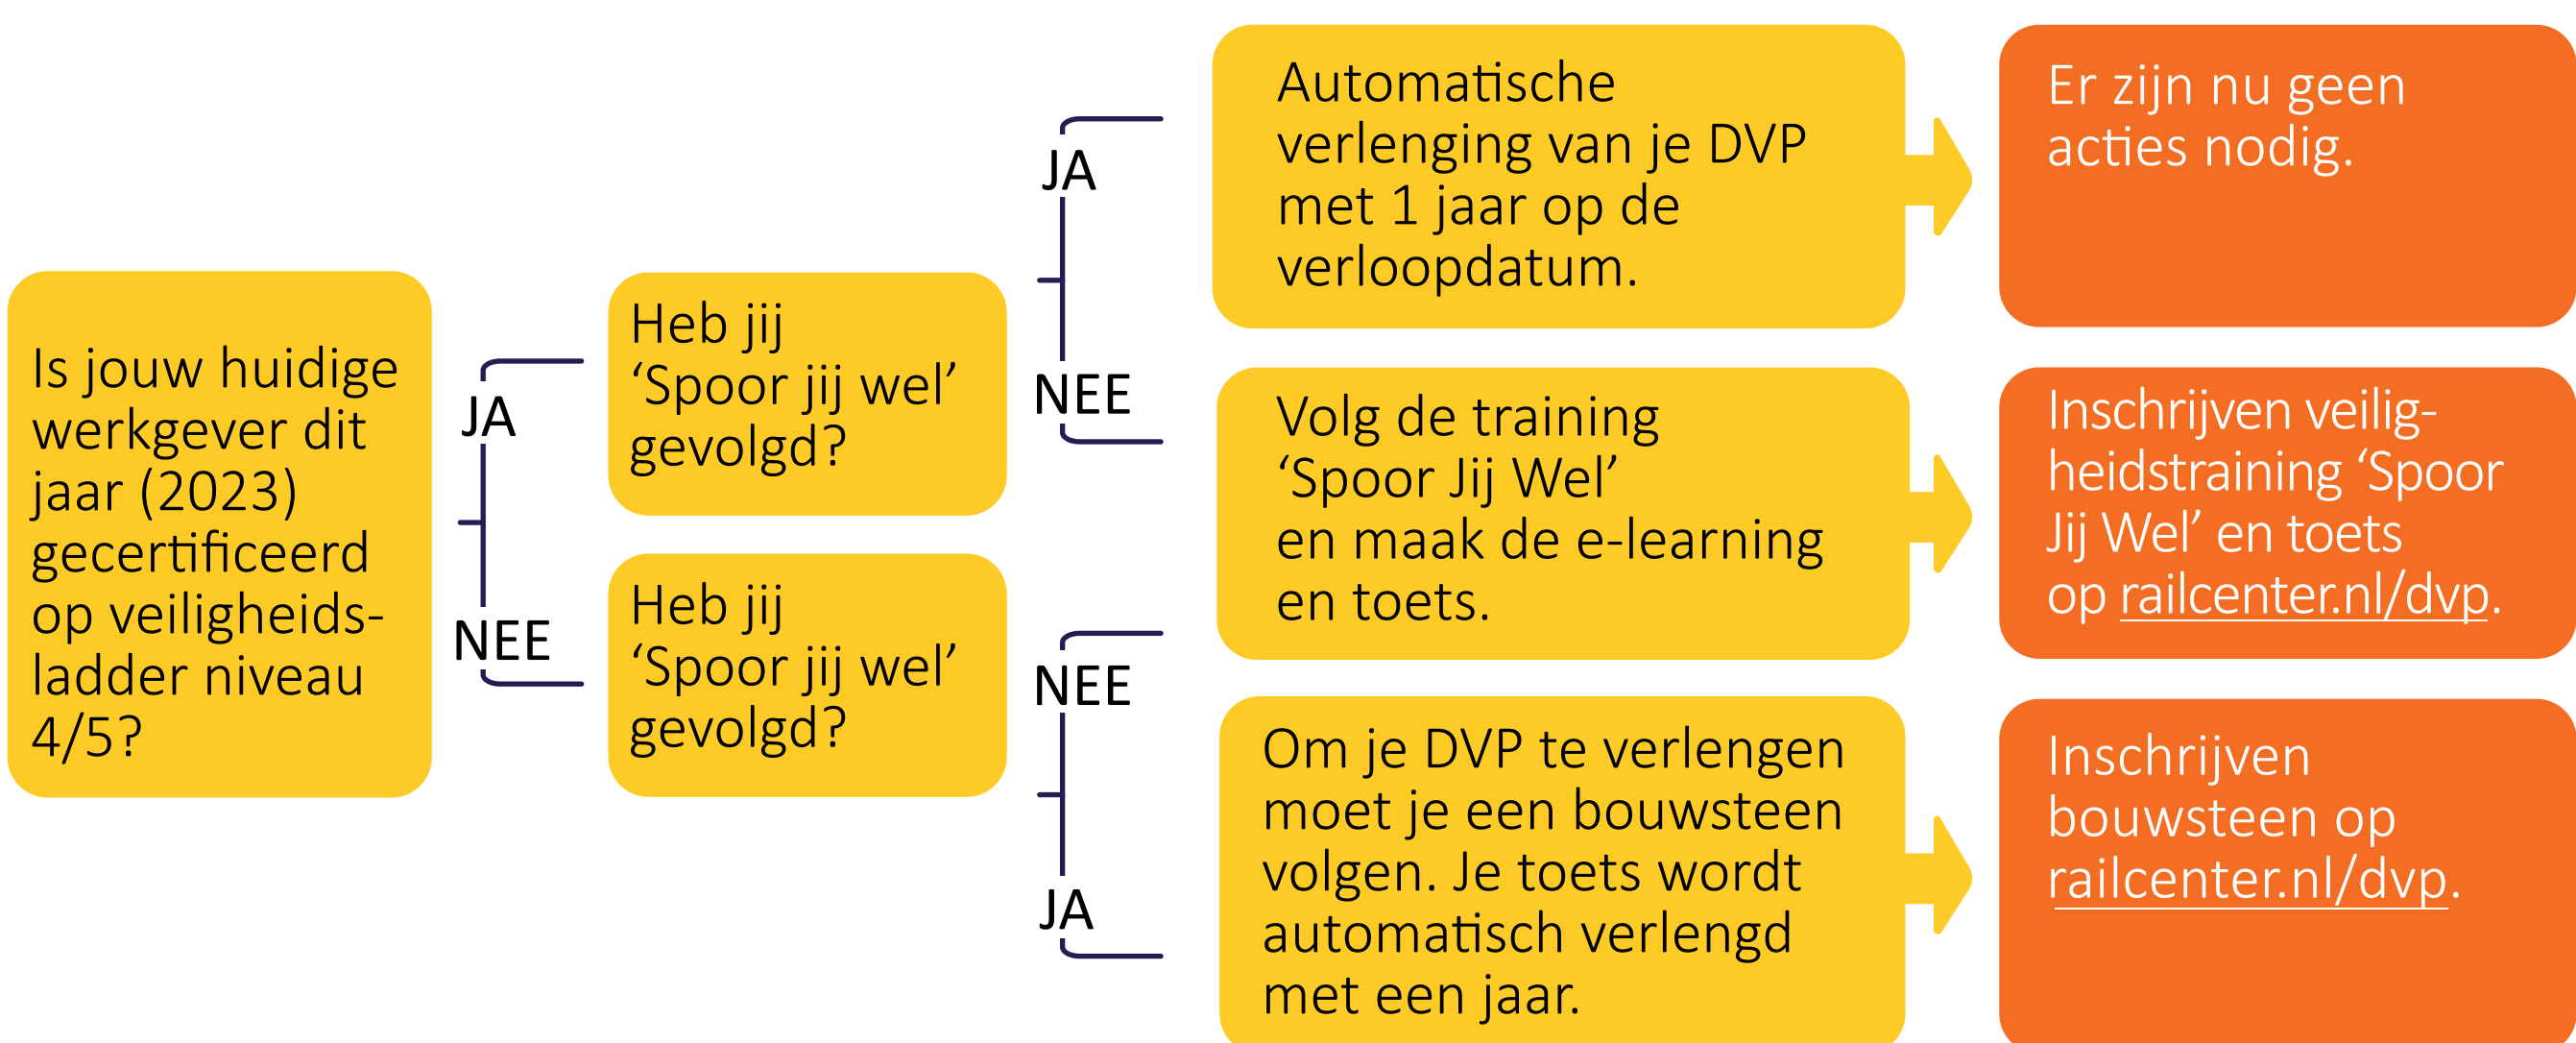 Is jouw huidige
werkgever dit
jaar (2023)
gecertificeerd
op veiligheids-
ladder niveau
4/5?
JA
NEE
Heb jij
‘Spoor jij wel’
gevolgd?
Heb jij
‘Spoor jij wel’
gevolgd?
JA
NEE
NEE
JA
Automatische
verlenging van je DVP
met 1 jaar op de
verloopdatum.
Er zijn nu geen
acties nodig.
Volg de training
‘Spoor Jij Wel’
en maak de e-learning
en toets.
Inschrijven veilig-
heidstraining ‘Spoor
Jij Wel’ en toets
op railcenter.nl/dvp.
Om je DVP te verlengen
moet je een bouwsteen
volgen. Je toets wordt
automatisch verlengd
met een jaar.
Inschrijven
bouwsteen op
railcenter.nl/dvp.